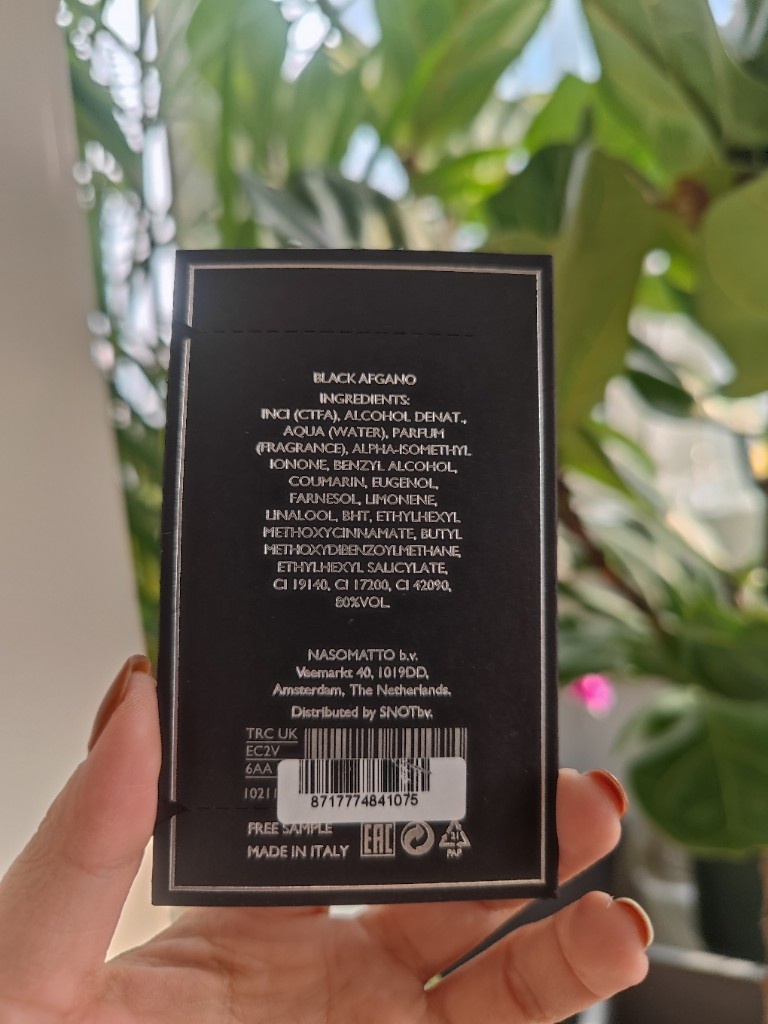 BLACK AFGANO
INGREDIENTS:
INCI (CTFA), ALCOHOL DENAT.,
AQUA (WATER), PARFUM
(FRAGRANCE), ALPHA-ISOMETHYL
IONONE, BENZYL ALCOHOL,
COUMARIN, EUGENOL,
FARNESOL, LIMONENE,
LINALOOL, BHT, ETHYLHEXYL
METHOXYCINNAMATE, BUTYL
METHOXYDIBENZOYLMETHANE,
ETHYLHEXYL SALICYLATE,
CI 19140, CI 17200, CI 42090,
80%VOL.
NASOMATTO b.v.
Veemarkt 40, 1019DD,
Amsterdam, The Netherlands.
Distributed by SNOTbv.
TRC UK
EC2V
6AA
10211
8717774841075
FREE SAMPLE
MADE IN ITALY
EAC
21
PAP